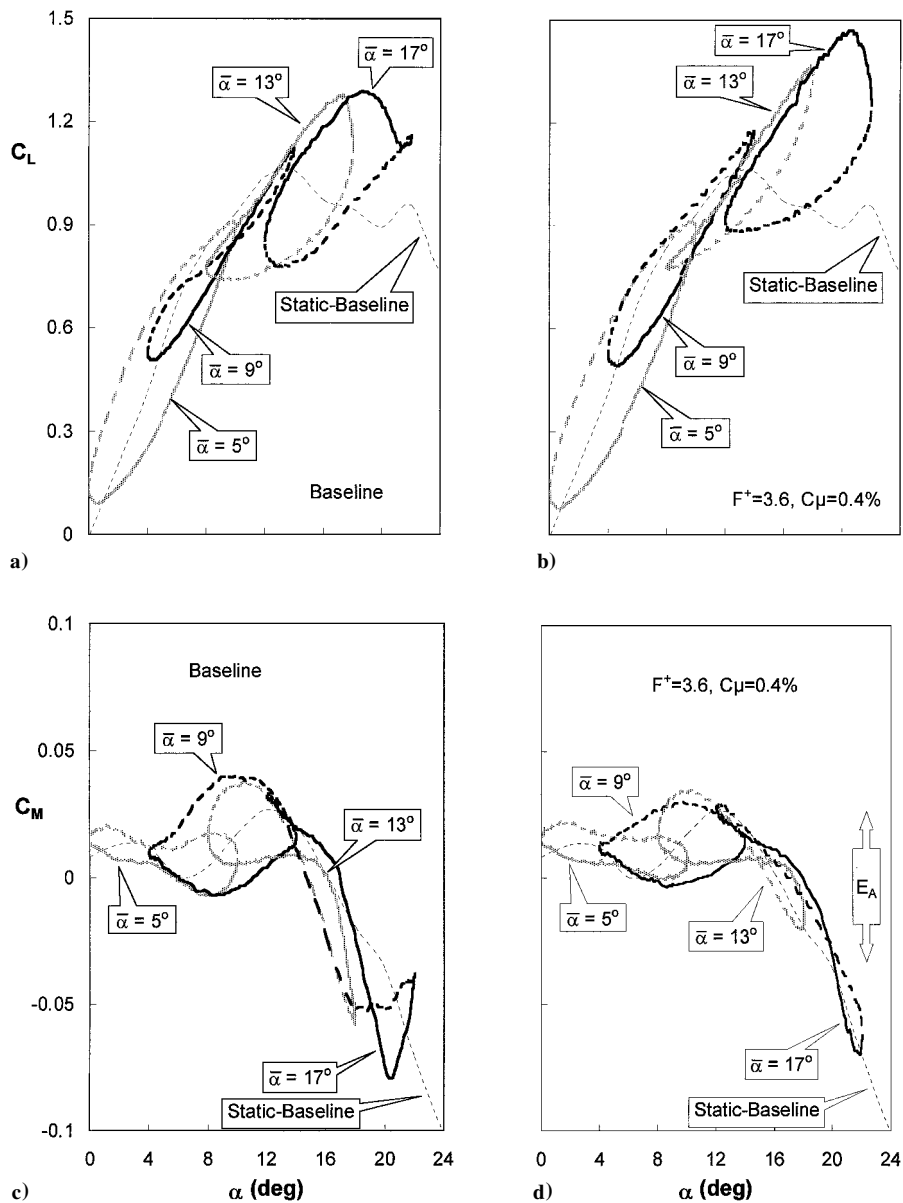 1.5
1.2
C_L
0.9
0.6
0.3
0
ᾱ = 17°
ᾱ = 13°
Static-Baseline
ᾱ = 9°
ᾱ = 5°
Baseline
a)
ᾱ = 17°
ᾱ = 13°
Static-Baseline
ᾱ = 9°
ᾱ = 5°
F⁺=3.6, Cμ=0.4%
b)
0.1
0.05
C_M
0
-0.05
-0.1
Baseline
ᾱ = 9°
ᾱ = 13°
ᾱ = 5°
ᾱ = 17°
Static-Baseline
0 4 8 12 16 20 24
c)
α (deg)
F⁺=3.6, Cμ=0.4%
ᾱ = 9°
E_A
ᾱ = 5°
ᾱ = 13°
ᾱ = 17°
Static-Baseline
0 4 8 12 16 20 24
d)
α (deg)